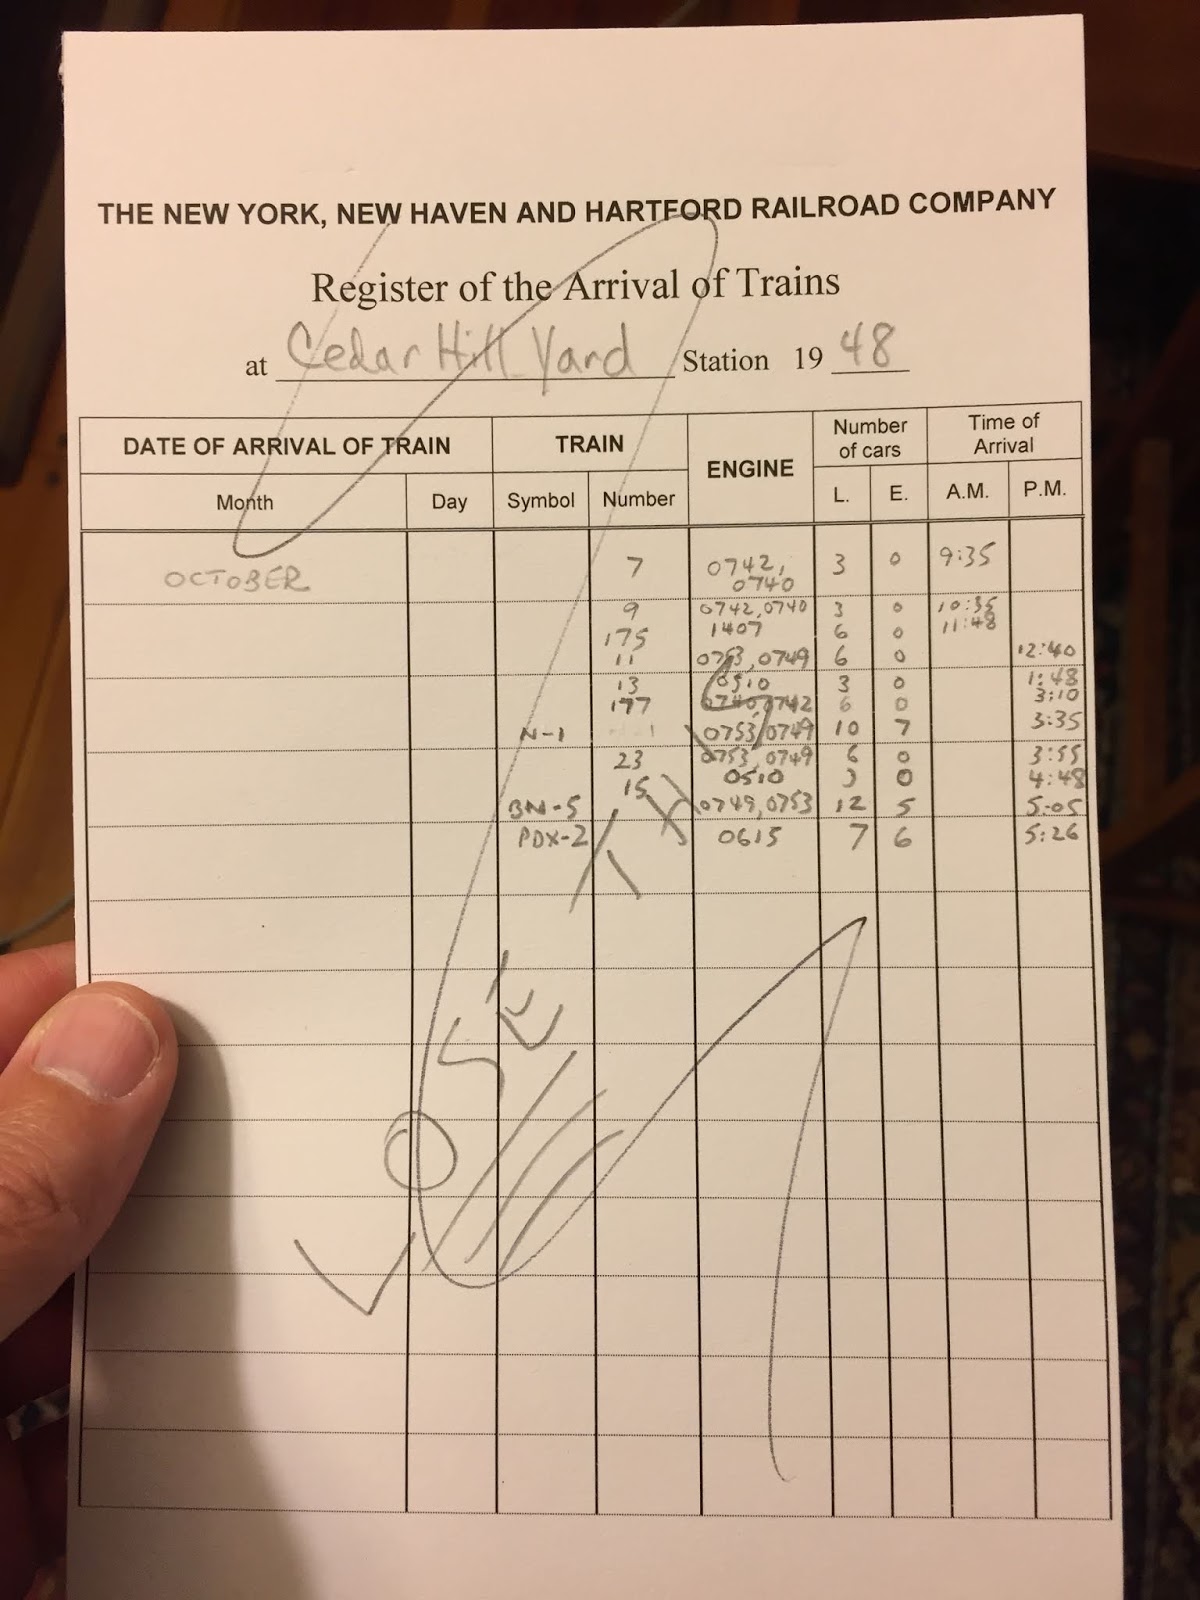 THE NEW YORK, NEW HAVEN AND HARTFORD RAILROAD COMPANY
Register of the Arrival of Trains
at Cedar Hill Yard Station 19 48
DATE OF ARRIVAL OF TRAIN TRAIN ENGINE Number of cars Time of Arrival
Month Day Symbol Number L. E. A.M. P.M.
OCTOBER 7 0742, 0740 3 0 9:35
9 0742,0740 3 0 10:35
175 1407 6 0 11:48
11 0753,0749 6 0 12:40
13 0510 3 0 1:48
177 0740,0742 6 0 3:10
N-1 0753,0749 10 7 3:35
23 0753,0749 6 0 3:55
15 0510 3 0 4:48
BN-5 0749,0753 12 5 5:05
PDX-2 0615 7 6 5:26